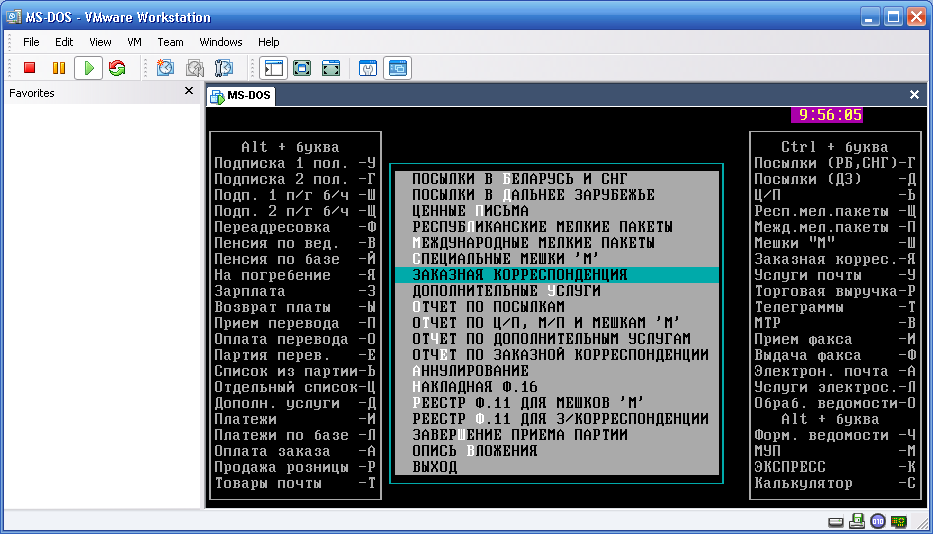 MS-DOS - VMware Workstation
File Edit View VM Team Windows Help
Favorites
MS-DOS
9:56:05
Alt + буква
Подписка 1 пол. -У
Подписка 2 пол. -Г
Подп. 1 п/г б/ч -Ш
Подп. 2 п/г б/ч -Щ
Переадресовка -Ф
Пенсия по вед. -В
Пенсия по базе -Й
На погребение -Я
Зарплата -З
Возврат платы -Ы
Прием перевода -П
Оплата перевода -О
Партия перев. -Е
Список из партии-Ь
Отдельный список-Ц
Дополн. услуги -Д
Платежи -И
Платежи по базе -Л
Оплата заказа -А
Продажа розницы -Р
Товары почты -Т
ПОСЫЛКИ В БЕЛАРУСЬ И СНГ
ПОСЫЛКИ В ДАЛЬНЕЕ ЗАРУБЕЖЬЕ
ЦЕННЫЕ ПИСЬМА
РЕСПУБЛИКАНСКИЕ МЕЛКИЕ ПАКЕТЫ
МЕЖДУНАРОДНЫЕ МЕЛКИЕ ПАКЕТЫ
СПЕЦИАЛЬНЫЕ МЕШКИ 'М'
ЗАКАЗНАЯ КОРРЕСПОНДЕНЦИЯ
ДОПОЛНИТЕЛЬНЫЕ УСЛУГИ
ОТЧЕТ ПО ПОСЫЛКАМ
ОТЧЕТ ПО Ц/П, М/П И МЕШКАМ 'М'
ОТЧЕТ ПО ДОПОЛНИТЕЛЬНЫМ УСЛУГАМ
ОТЧЕТ ПО ЗАКАЗНОЙ КОРРЕСПОНДЕНЦИИ
АННУЛИРОВАНИЕ
НАКЛАДНАЯ Ф.16
РЕЕСТР Ф.11 ДЛЯ МЕШКОВ 'М'
РЕЕСТР Ф.11 ДЛЯ З/КОРРЕСПОНДЕНЦИИ
ЗАВЕРШЕНИЕ ПРИЕМА ПАРТИИ
ОПИСЬ ВЛОЖЕНИЯ
ВЫХОД
Ctrl + буква
Посылки (РБ,СНГ)-Г
Посылки (ДЗ) -Д
Ц/П -Б
Респ.мел.пакеты -Щ
Межд.мел.пакеты -П
Мешки "М" -Ш
Заказная коррес.-Я
Услуги почты -У
Торговая выручка-Р
Телеграммы -Т
МТР -В
Прием факса -И
Выдача факса -Ф
Электрон. почта -А
Услуги электрос.-Л
Обраб. ведомости-О
Alt + буква
Форм. ведомости -Ч
МУП -М
ЭКСПРЕСС -К
Калькулятор -С